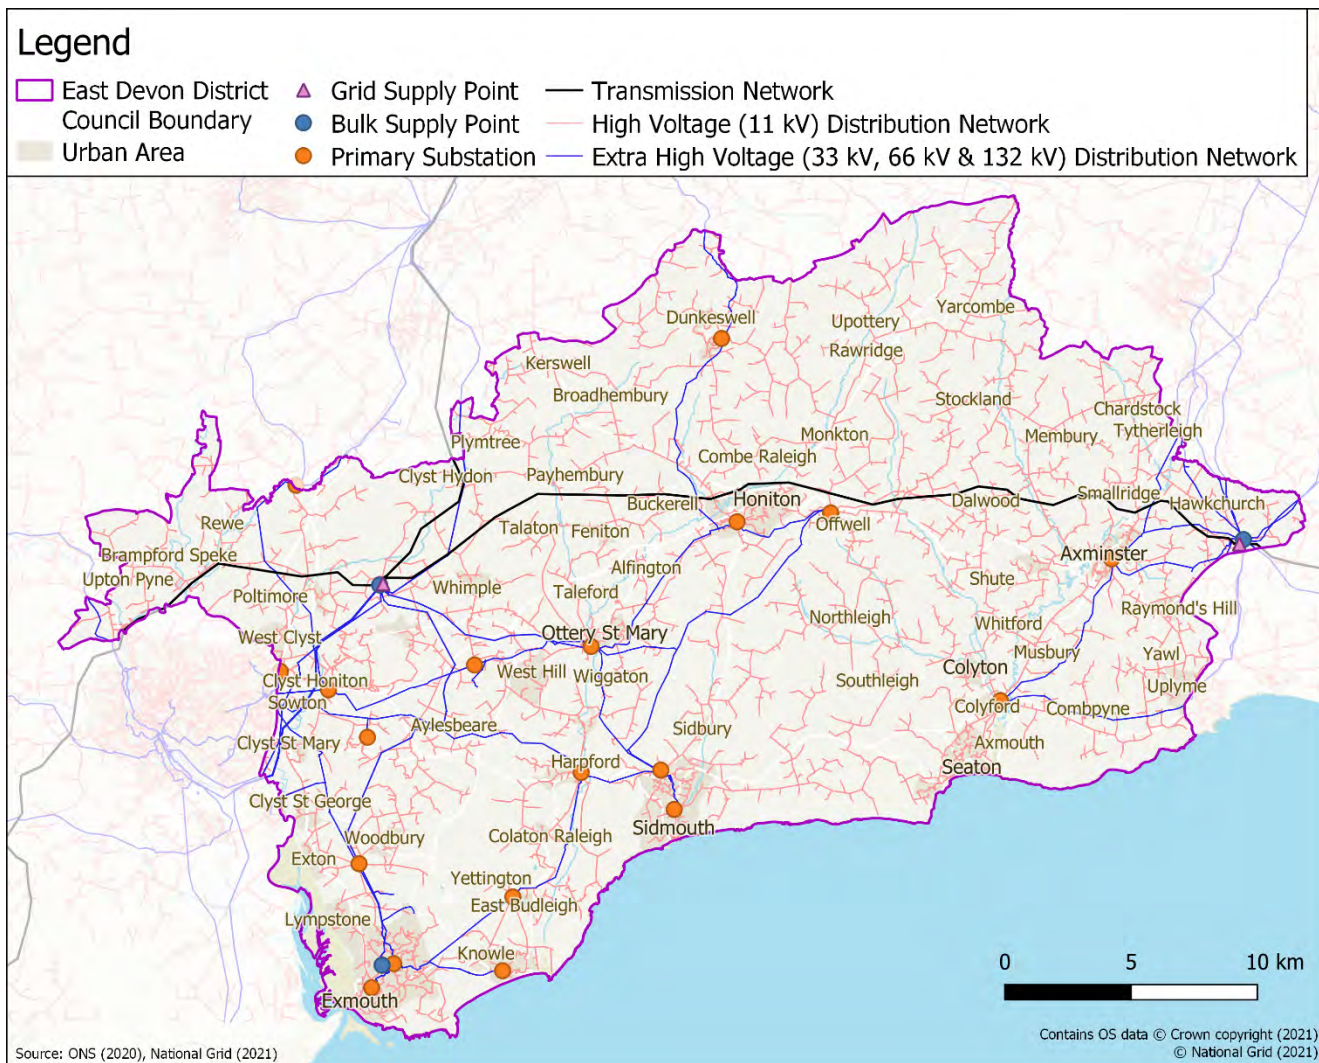 Legend
East Devon District
Council Boundary
Urban Area
Grid Supply Point
Bulk Supply Point
Primary Substation
Transmission Network
High Voltage (11 kV) Distribution Network
Extra High Voltage (33 kV, 66 kV & 132 kV) Distribution Network
Dunkeswell
Upottery
Yarcombe
Rawridge
Kerswell
Broadhembury
Stockland
Chardstock
Tytherleigh
Plymtree
Monkton
Membury
Combe Raleigh
Clyst Hydon
Payhembury
Buckerell
Honiton
Dalwood
Smallridge
Hawkchurch
Rewe
Talaton
Feniton
Offwell
Brampford Speke
Axminster
Upton Pyne
Poltimore
Whimple
Taleford
Alfington
Shute
Northleigh
Raymond's Hill
Whitford
West Clyst
Ottery St Mary
Musbury
Yawl
Clyst Honiton
West Hill
Wiggaton
Colyton
Southleigh
Uplyme
Sowton
Colyford
Combpyne
Aylesbeare
Sidbury
Clyst St Mary
Axmouth
Harpford
Seaton
Clyst St George
Woodbury
Colaton Raleigh
Sidmouth
Exton
Yettington
East Budleigh
Lympstone
Knowle
Exmouth
0 5 10 km
Contains OS data © Crown copyright (2021)
© National Grid (2021)
Source: ONS (2020), National Grid (2021)